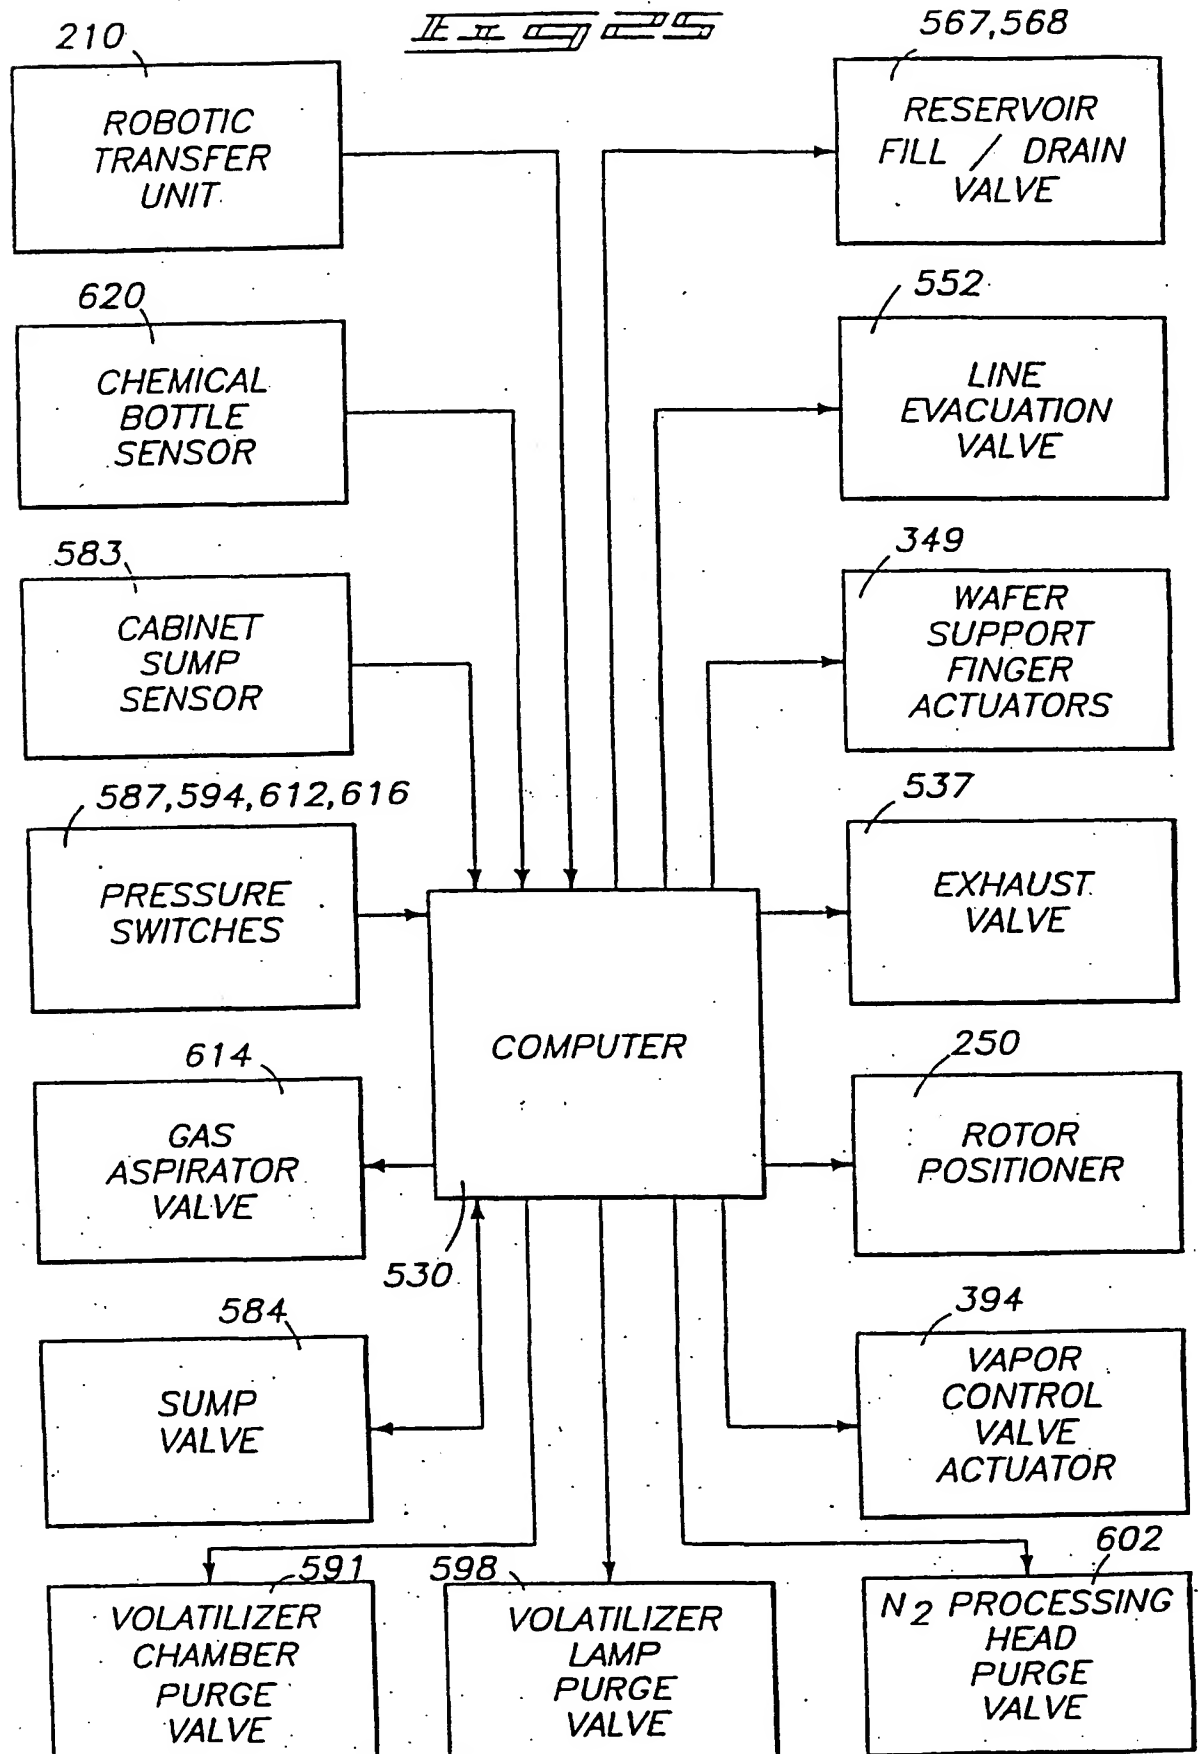 FIG 25
210
ROBOTIC
TRANSFER
UNIT
567,568
RESERVOIR
FILL / DRAIN
VALVE
620
CHEMICAL
BOTTLE
SENSOR
552
LINE
EVACUATION
VALVE
583
CABINET
SUMP
SENSOR
349
WAFER
SUPPORT
FINGER
ACTUATORS
587,594,612,616
PRESSURE
SWITCHES
537
EXHAUST
VALVE
COMPUTER
530
614
GAS
ASPIRATOR
VALVE
250
ROTOR
POSITIONER
584
SUMP
VALVE
394
VAPOR
CONTROL
VALVE
ACTUATOR
591
VOLATILIZER
CHAMBER
PURGE
VALVE
598
VOLATILIZER
LAMP
PURGE
VALVE
602
N2 PROCESSING
HEAD
PURGE
VALVE